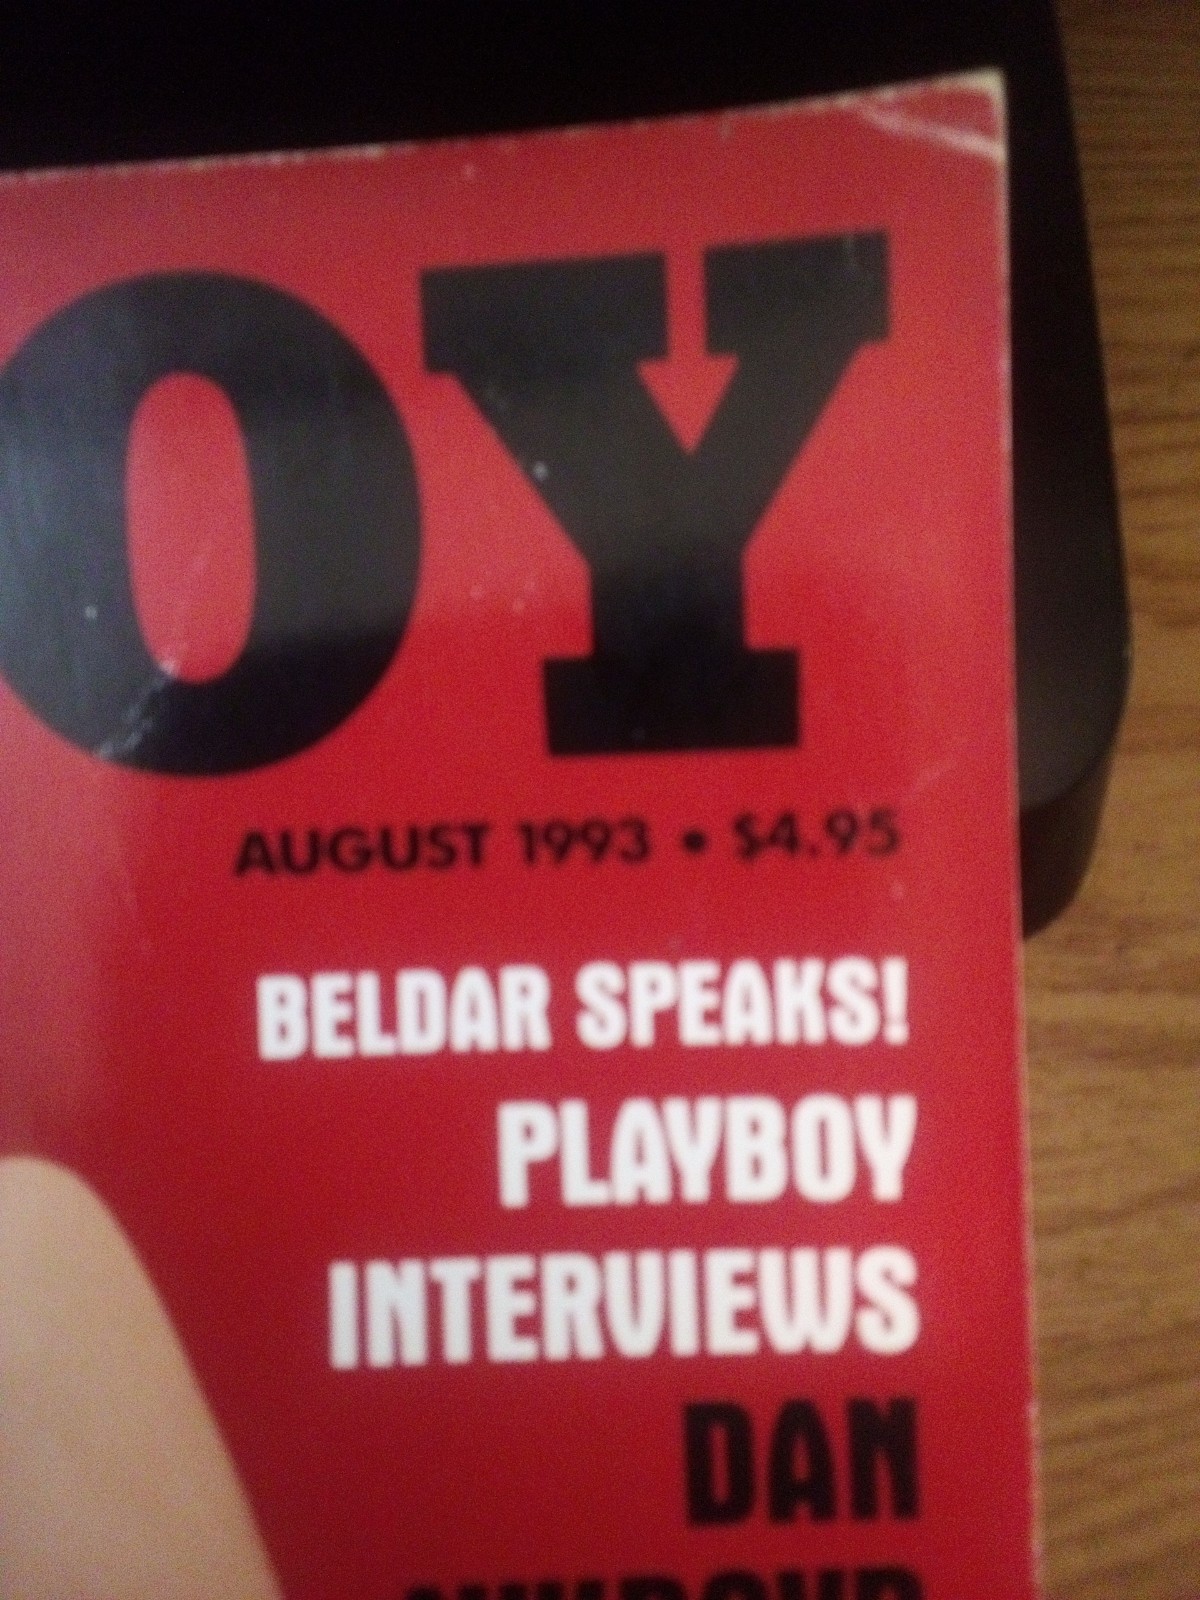 OY
AUGUST 1993 • $4.95
BELDAR SPEAKS!
PLAYBOY
INTERVIEWS
DAN